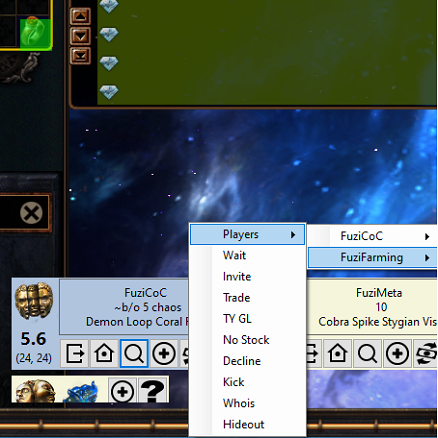 Players
Wait
Invite
Trade
TY GL
No Stock
Decline
Kick
Whois
Hideout
FuziCoC
FuziFarming
5.6
(24, 24)
FuziCoC
~b/o 5 chaos
Demon Loop Coral
FuziMeta
10
Cobra Spike Stygian Vis
?